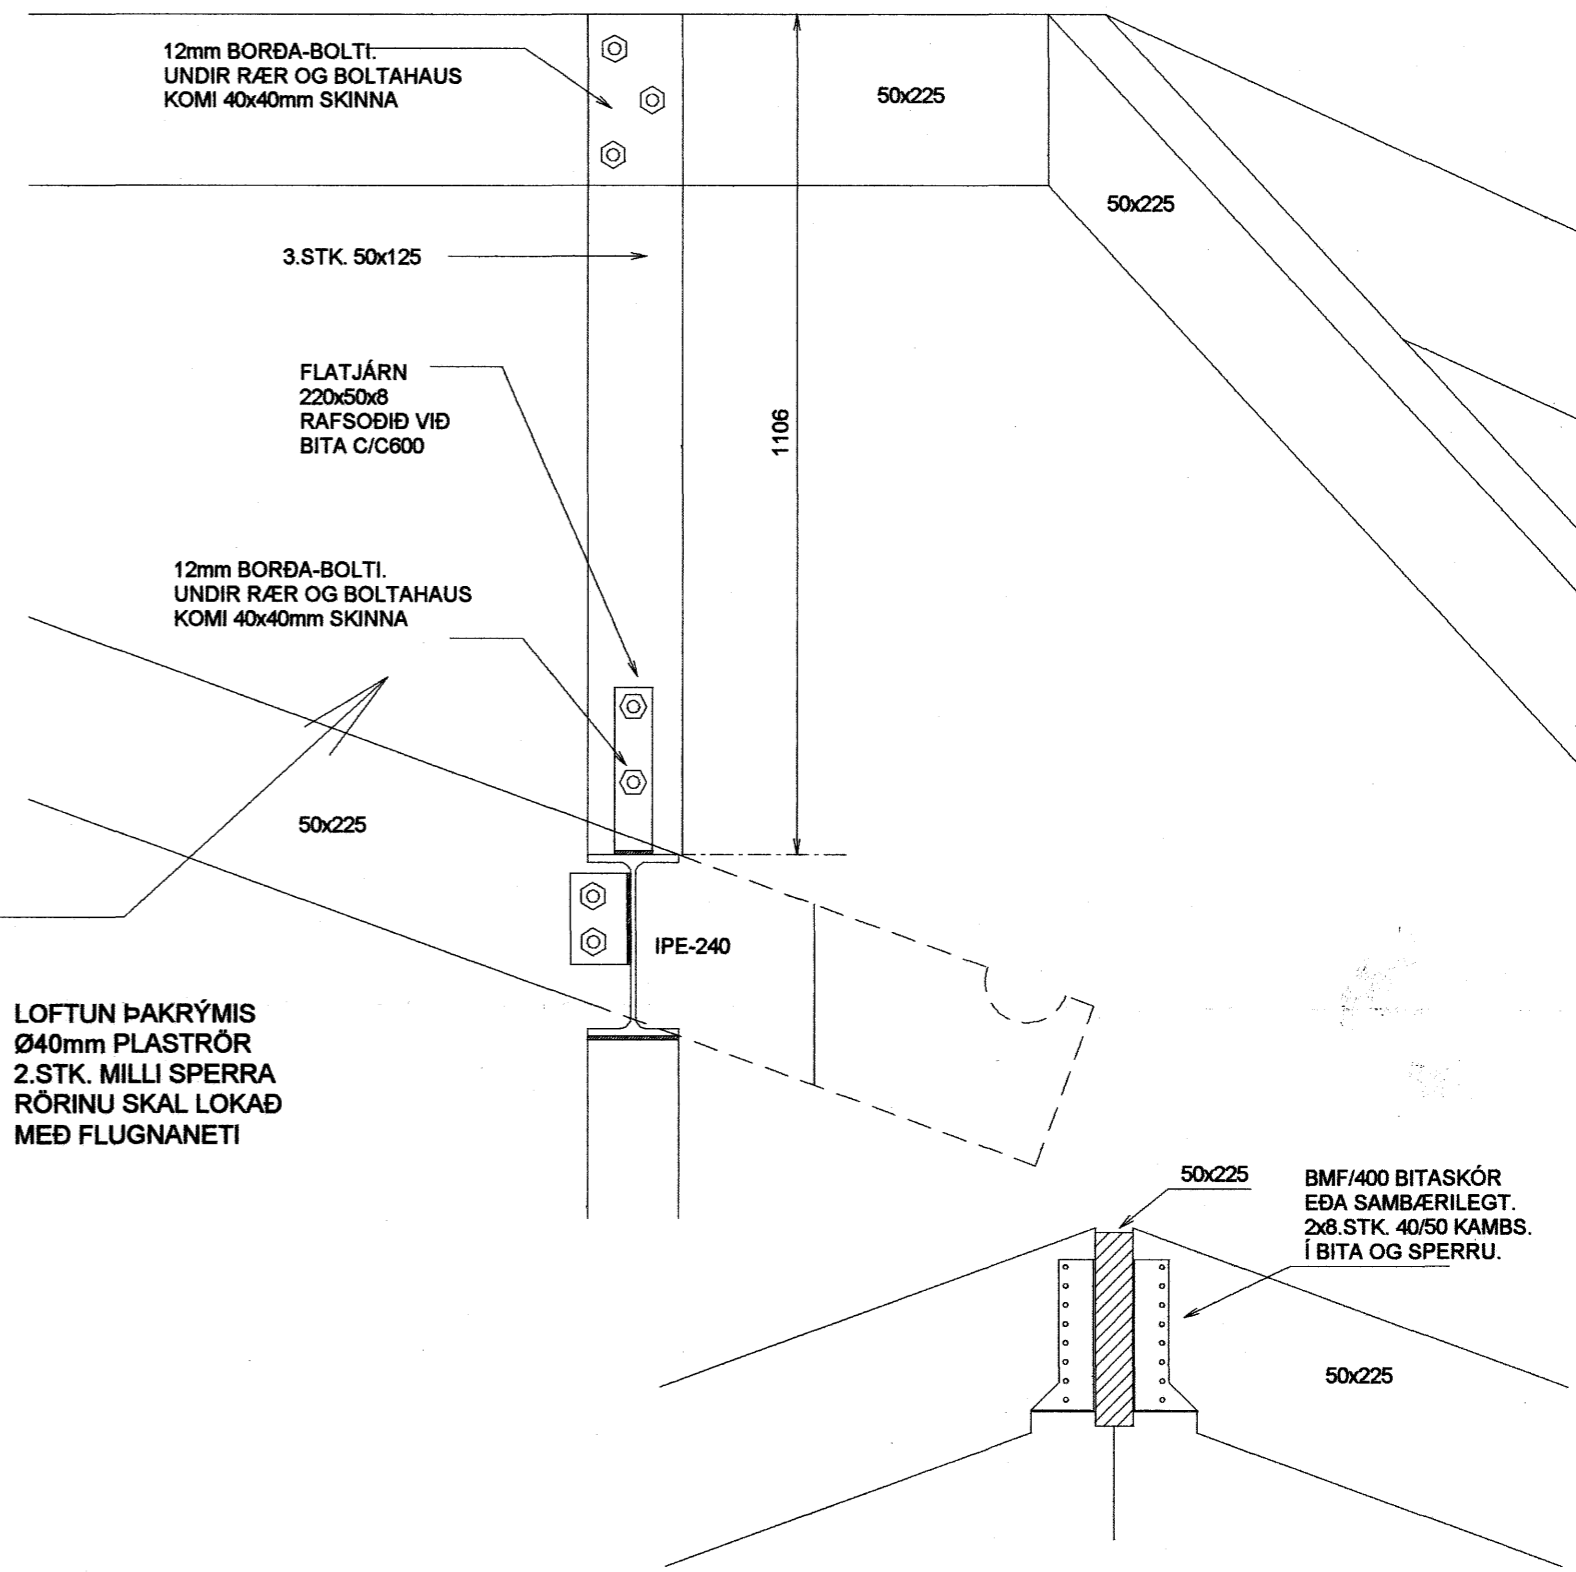 12mm BORÐA-BOLTI.
UNDIR RÆR OG BOLTAHAUS
KOMI 40x40mm SKINNA
50x225
50x225
3.STK. 50x125
FLATJÁRN
220x50x8
RAFSOÐIÐ VIÐ
BITA C/C600
1106
12mm BORÐA-BOLTI.
UNDIR RÆR OG BOLTAHAUS
KOMI 40x40mm SKINNA
50x225
IPE-240
LOFTUN ÞAKRÝMIS
Ø40mm PLASTRÖR
2.STK. MILLI SPERRA
RÖRINU SKAL LOKAÐ
MEÐ FLUGNANETI
50x225
BMF/400 BITASKÓR
EÐA SAMBÆRILEGT.
2x8.STK. 40/50 KAMBS.
Í BITA OG SPERRU.
50x225